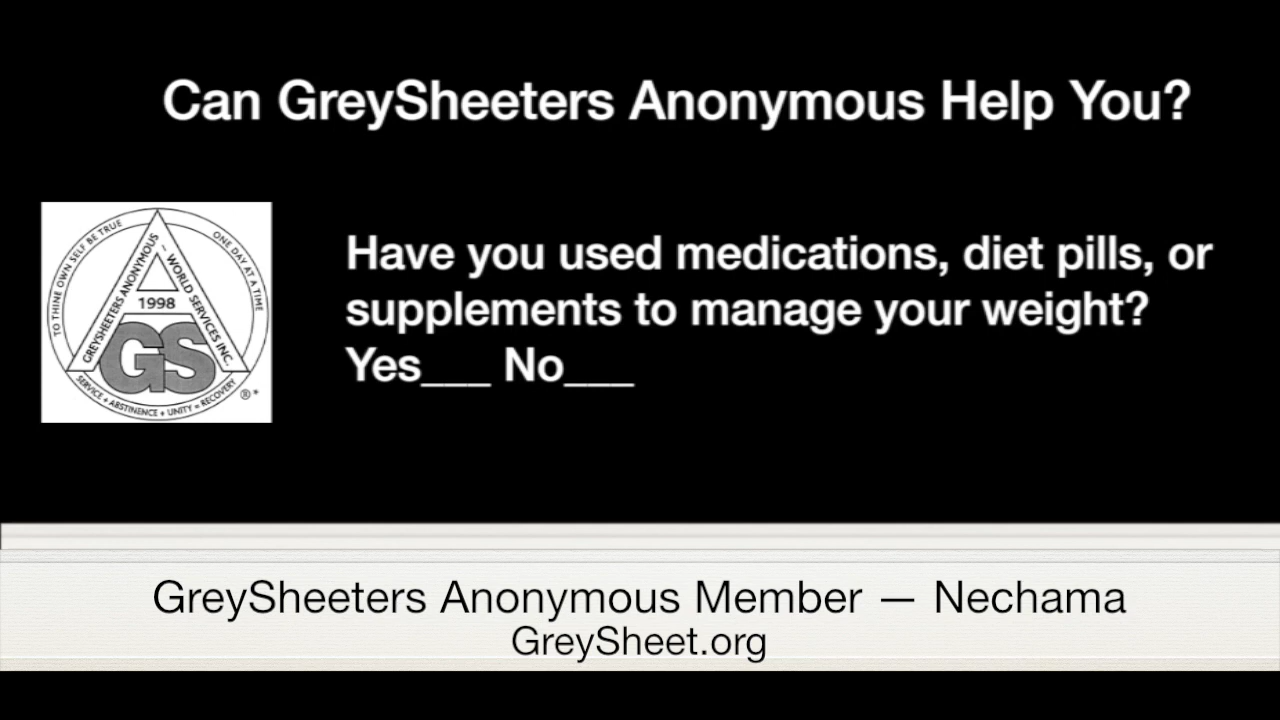 Can GreySheeters Anonymous Help You?
TO THINE OWN SELF BE TRUE
ONE DAY AT A TIME
GREYSHEETERS ANONYMOUS – WORLD SERVICES INC.
1998
GS
SERVICE + ABSTINENCE + UNITY = RECOVERY
®*
Have you used medications, diet pills, or
supplements to manage your weight?
Yes___ No___
GreySheeters Anonymous Member — Nechama
GreySheet.org